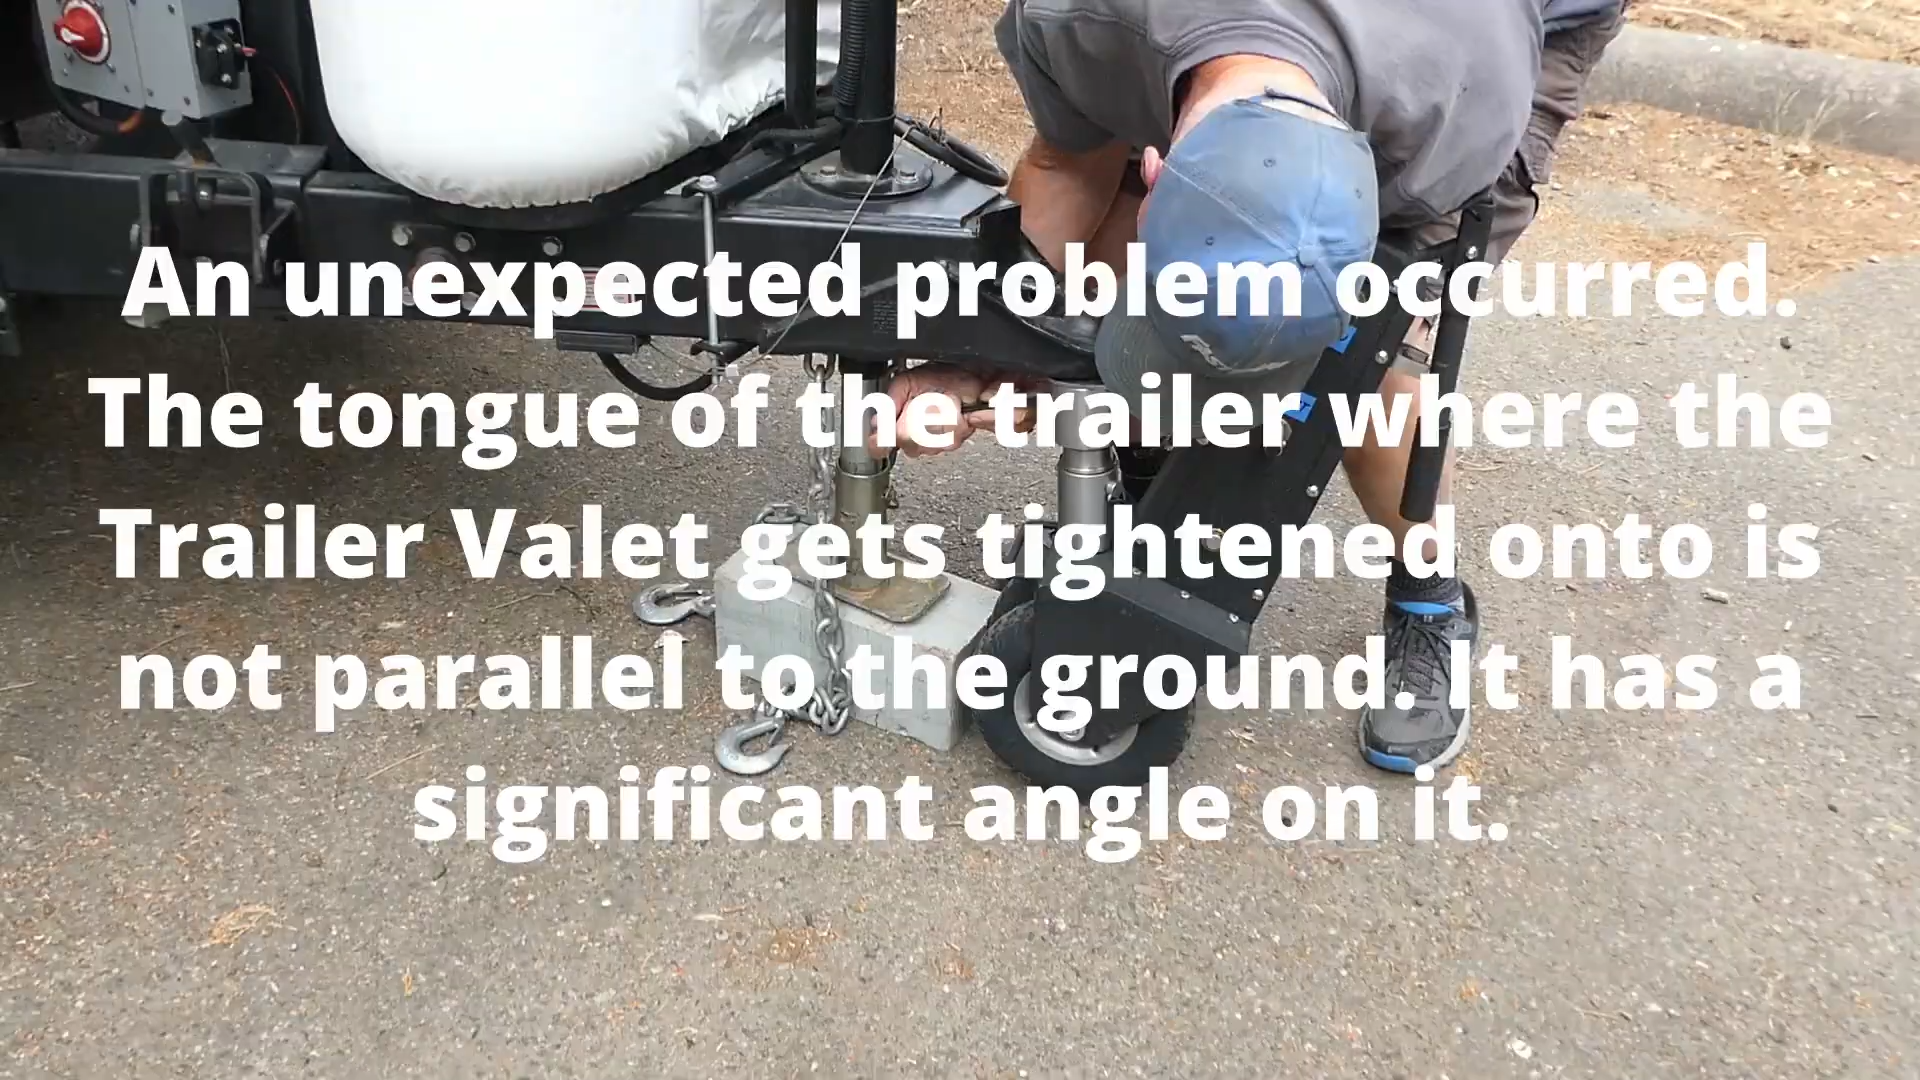 An unexpected problem occurred.
The tongue of the trailer where the
Trailer Valet gets tightened onto is
not parallel to the ground. It has a
significant angle on it.